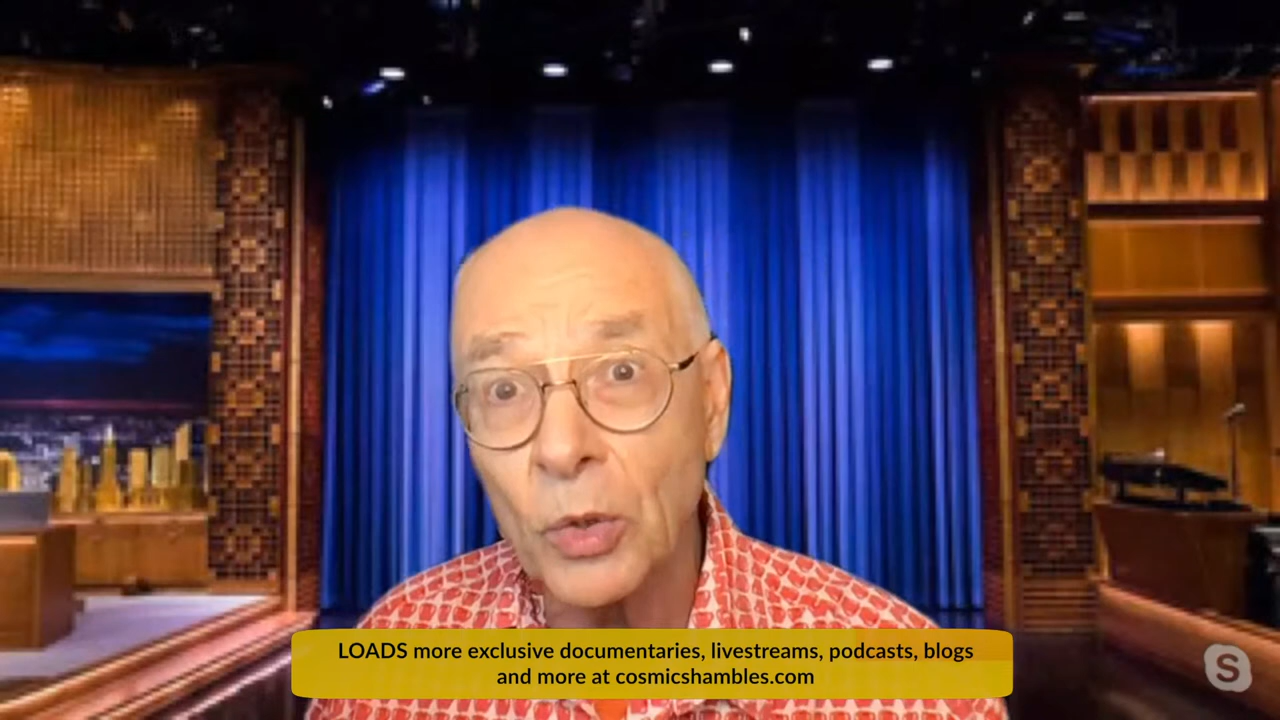 LOADS more exclusive documentaries, livestreams, podcasts, blogs
and more at cosmicshambles.com
S